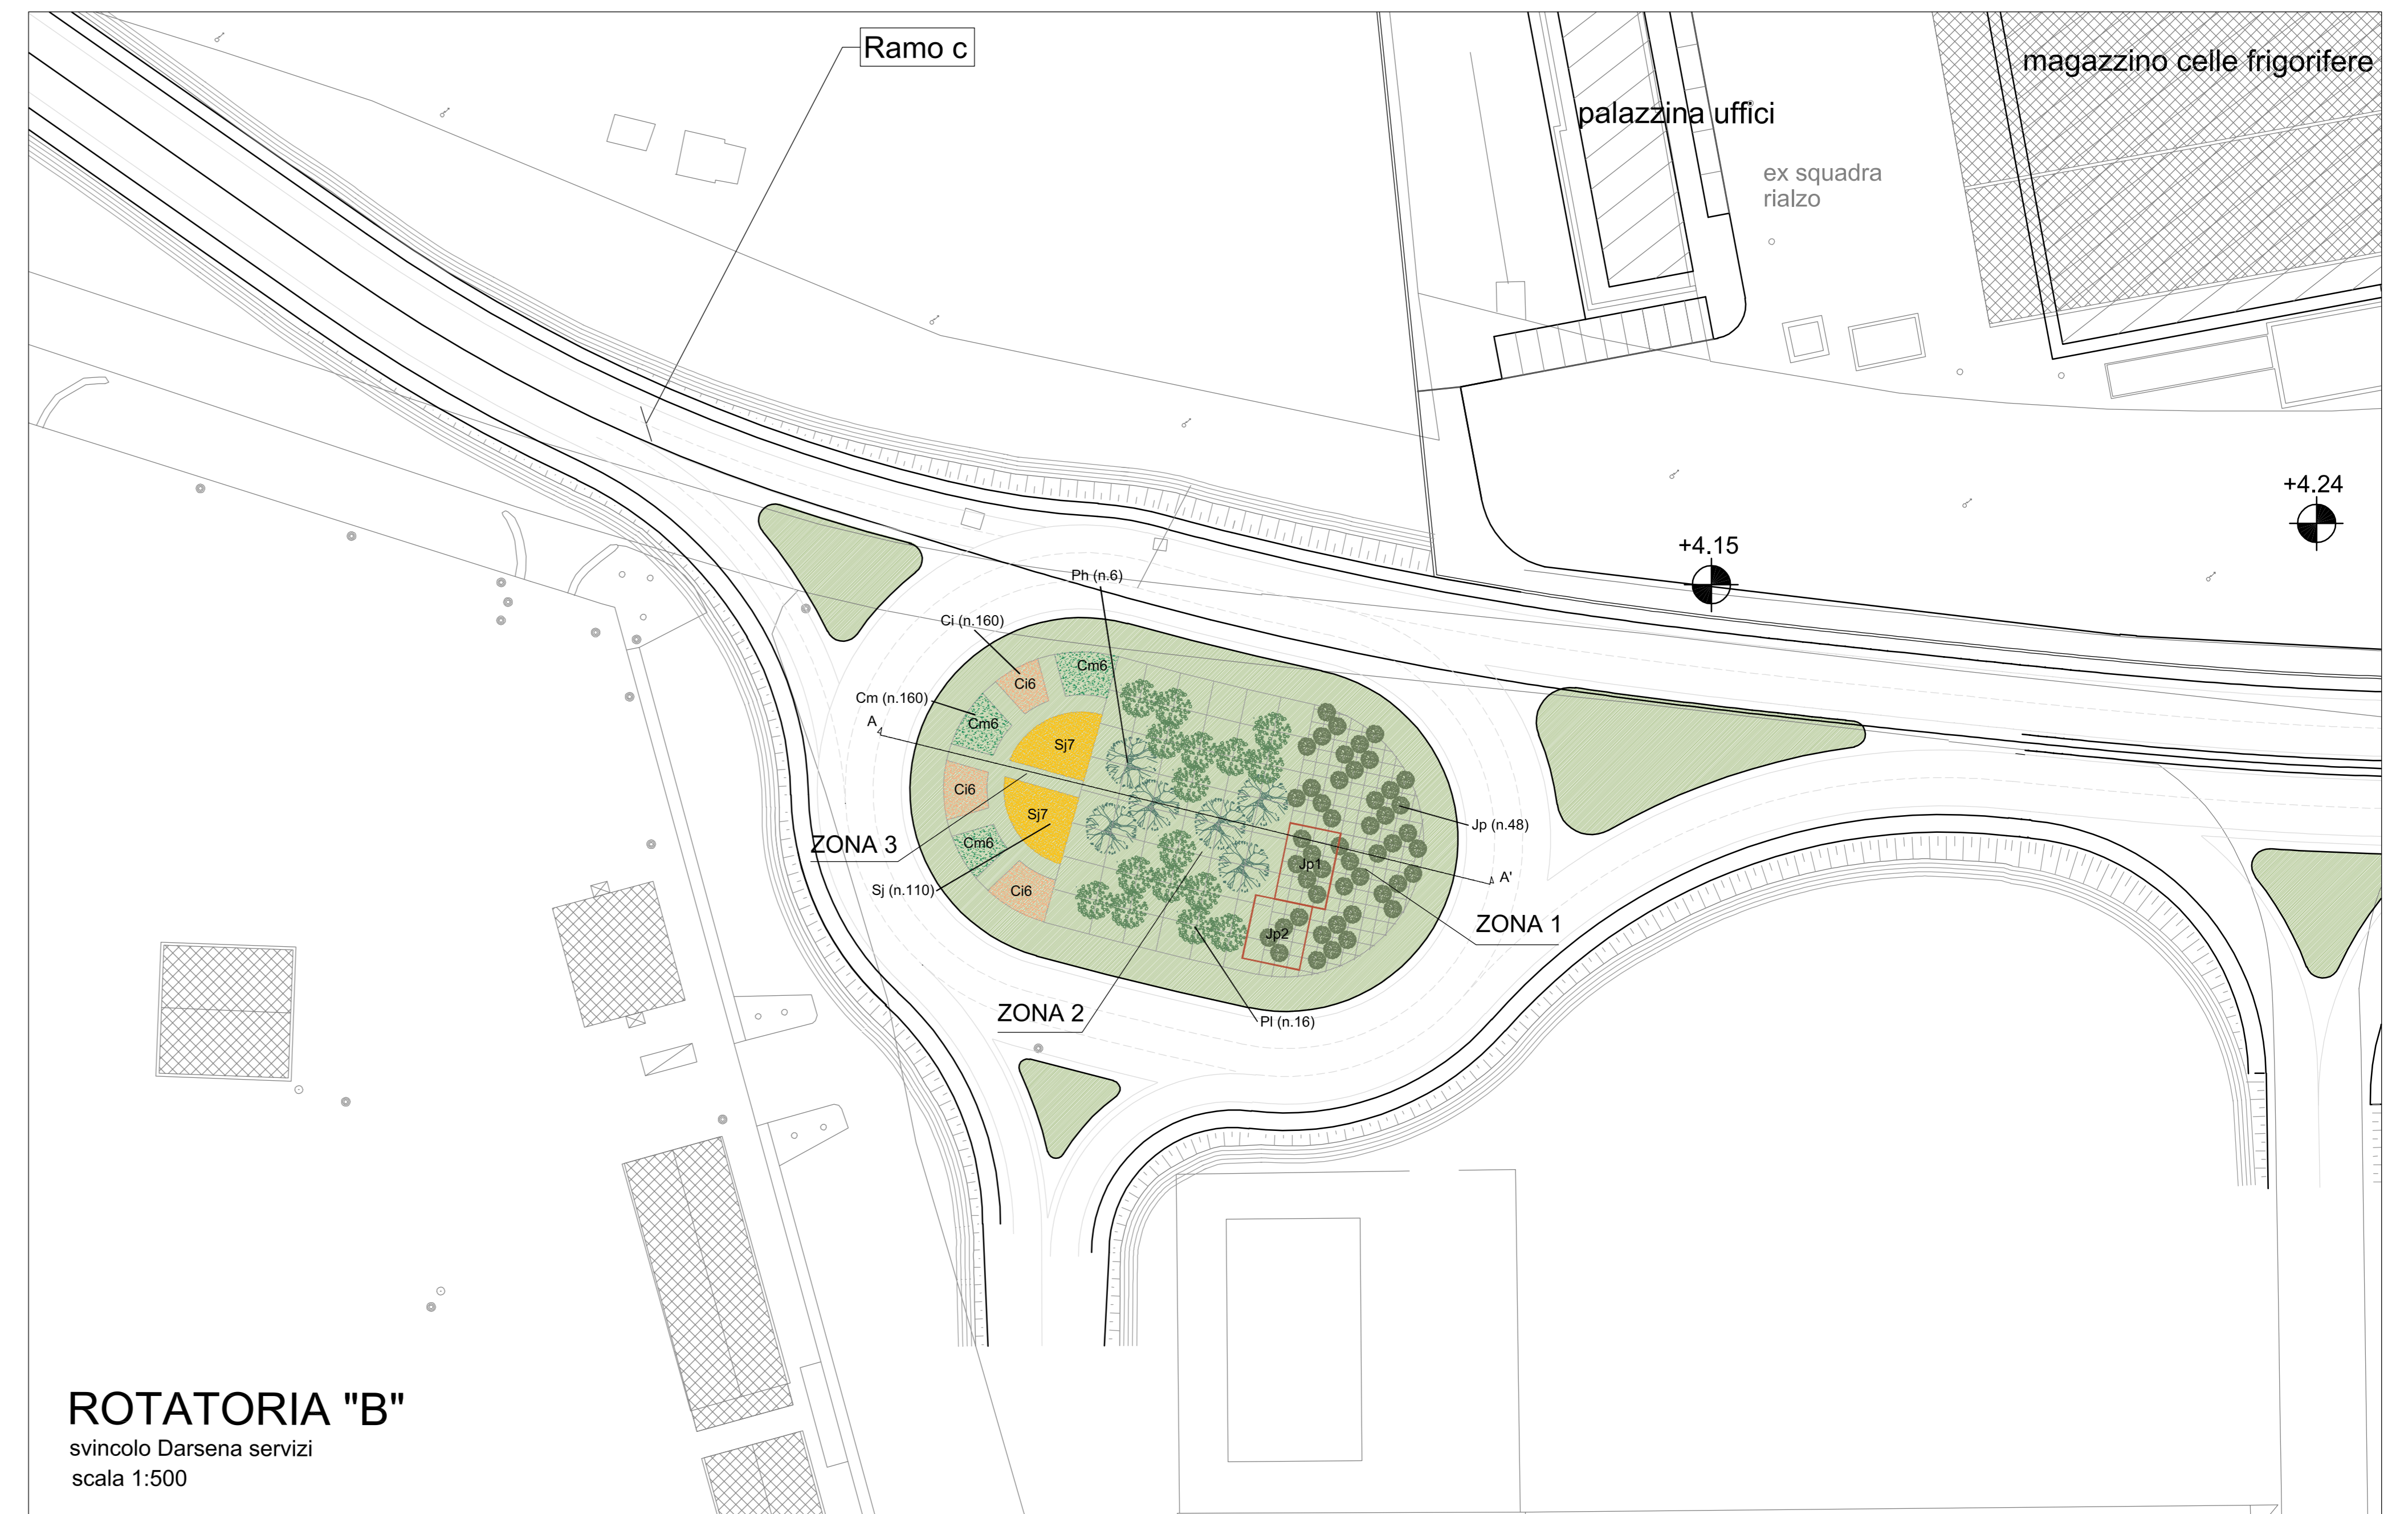 Ramo c
magazzino celle frigorifere
palazzina uffici
ex squadra
rialzo
+4.24
+4.15
Ph (n.6)
Ci (n.160)
Cm6
Ci6
Cm (n.160)
A
Cm6
Sj7
Ci6
Sj7
Jp (n.48)
ZONA 3
Cm6
Jp1
A'
Sj (n.110)
Ci6
ZONA 1
Jp2
ZONA 2
Pl (n.16)
ROTATORIA "B"
svincolo Darsena servizi
scala 1:500